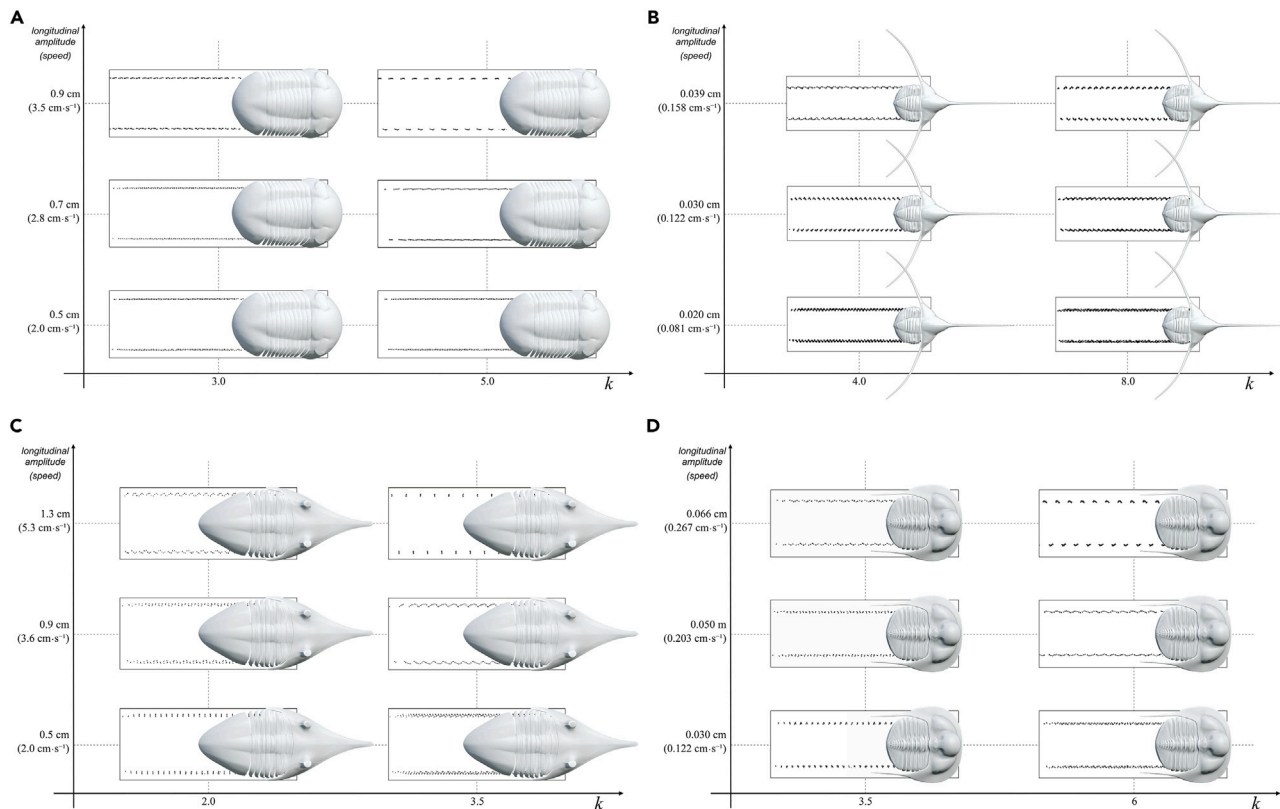 A
longitudinal
amplitude
(speed)
0.9 cm
(3.5 cm·s⁻¹)
0.7 cm
(2.8 cm·s⁻¹)
0.5 cm
(2.0 cm·s⁻¹)
3.0
5.0
k
B
longitudinal
amplitude
(speed)
0.039 cm
(0.158 cm·s⁻¹)
0.030 cm
(0.122 cm·s⁻¹)
0.020 cm
(0.081 cm·s⁻¹)
4.0
8.0
k
C
longitudinal
amplitude
(speed)
1.3 cm
(5.3 cm·s⁻¹)
0.9 cm
(3.6 cm·s⁻¹)
0.5 cm
(2.0 cm·s⁻¹)
2.0
3.5
k
D
longitudinal
amplitude
(speed)
0.066 cm
(0.267 cm·s⁻¹)
0.050 m
(0.203 cm·s⁻¹)
0.030 cm
(0.122 cm·s⁻¹)
3.5
6
k